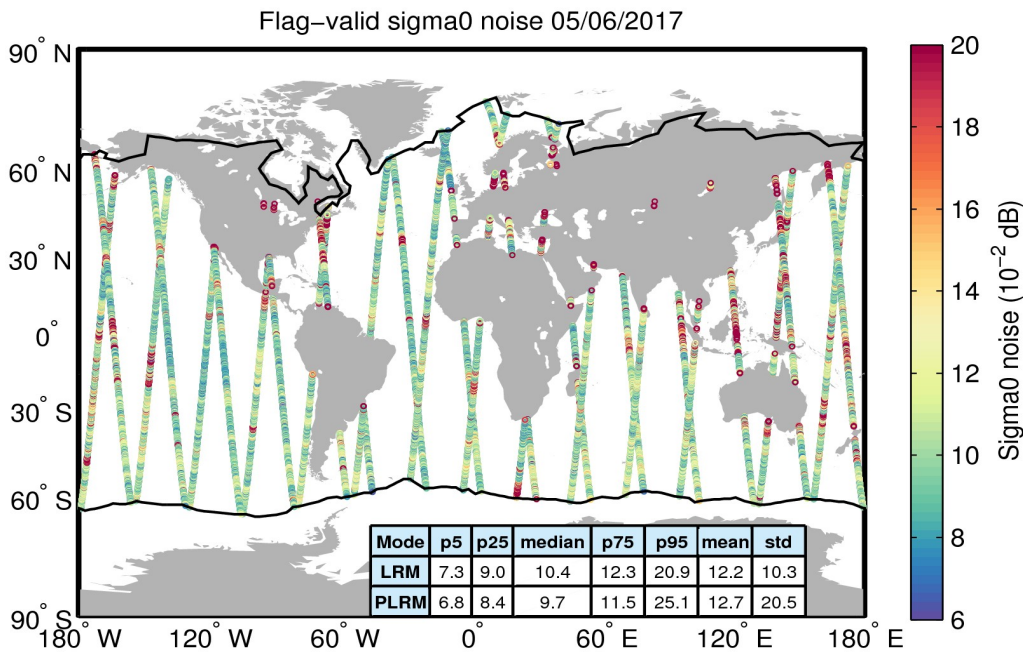 Flag-valid sigma0 noise 05/06/2017
90° N
60° N
30° N
0°
30° S
60° S
90° S
180° W
120° W
60° W
0°
60° E
120° E
180° E
Mode p5 p25 median p75 p95 mean std
LRM 7.3 9.0 10.4 12.3 20.9 12.2 10.3
PLRM 6.8 8.4 9.7 11.5 25.1 12.7 20.5
20
18
16
14
12
10
8
6
Sigma0 noise (10⁻² dB)